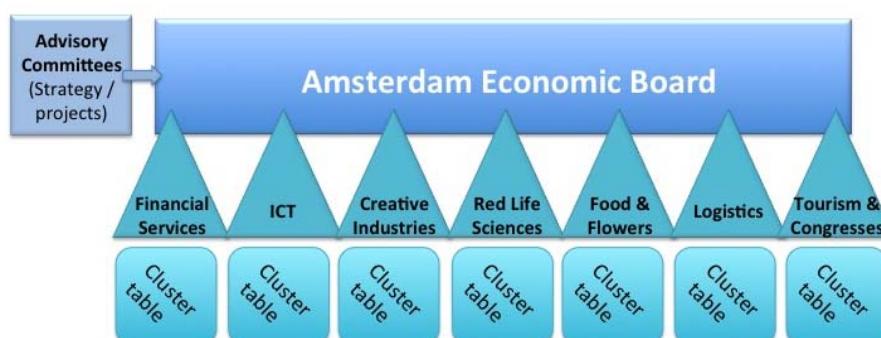 Advisory
Committees
(Strategy /
projects)
Amsterdam Economic Board
Financial
Services
ICT
Creative
Industries
Red Life
Sciences
Food &
Flowers
Logistics
Tourism &
Congresses
Cluster
table
Cluster
table
Cluster
table
Cluster
table
Cluster
table
Cluster
table
Cluster
table